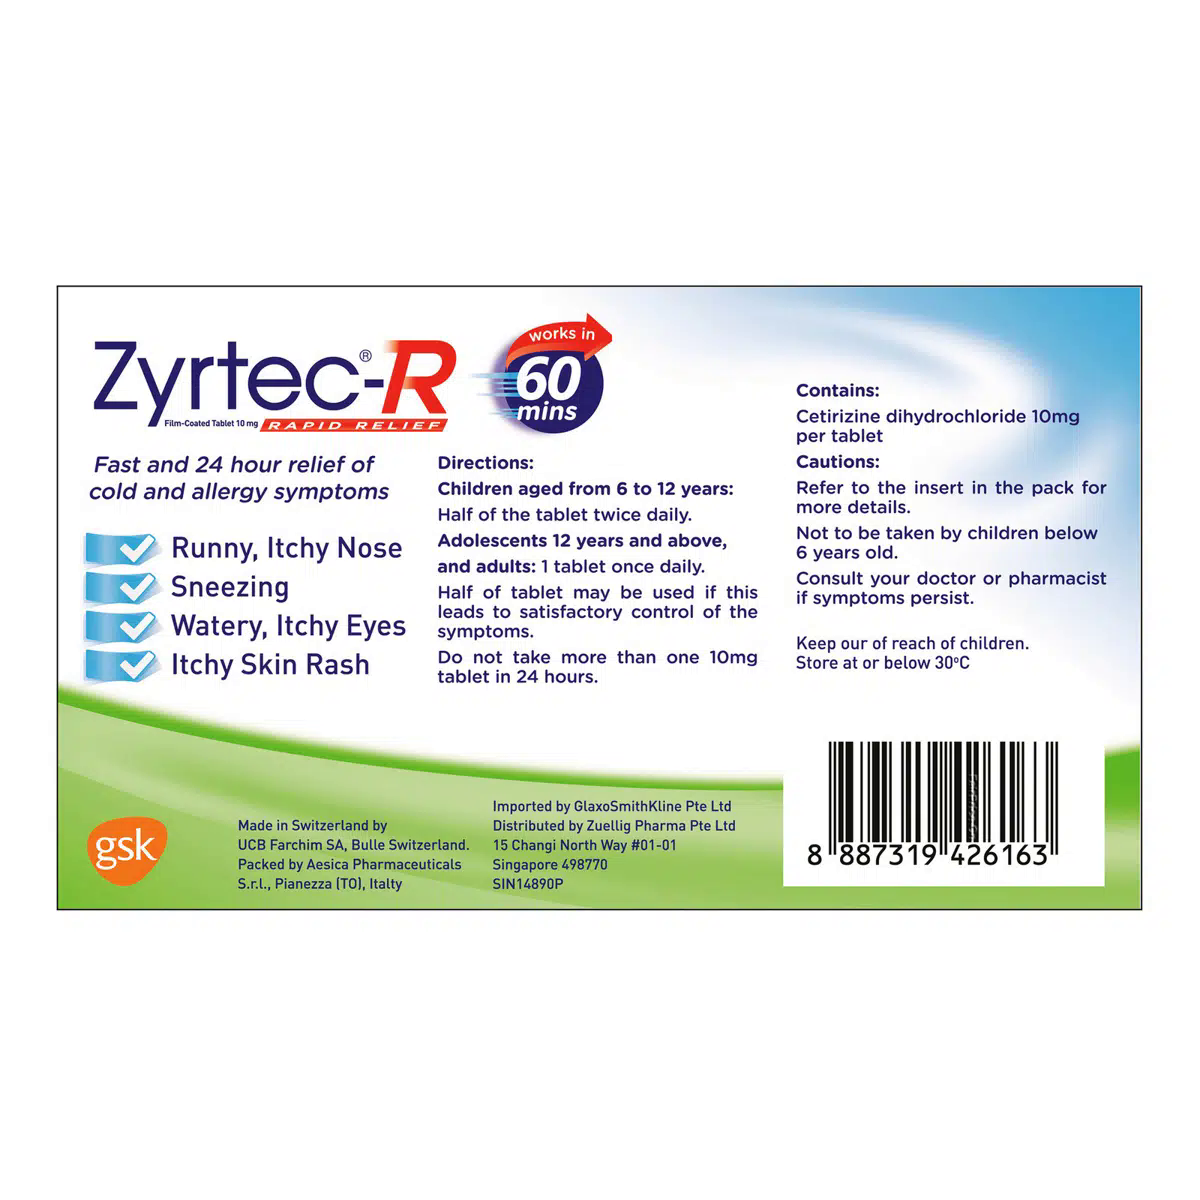 Zyrtec®-R
Film-Coated Tablet 10 mg
RAPID RELIEF
works in
60
mins
Fast and 24 hour relief of
cold and allergy symptoms
Runny, Itchy Nose
Sneezing
Watery, Itchy Eyes
Itchy Skin Rash
Directions:
Children aged from 6 to 12 years:
Half of the tablet twice daily.
Adolescents 12 years and above,
and adults: 1 tablet once daily.
Half of tablet may be used if this
leads to satisfactory control of the
symptoms.
Do not take more than one 10mg
tablet in 24 hours.
Contains:
Cetirizine dihydrochloride 10mg
per tablet
Cautions:
Refer to the insert in the pack for
more details.
Not to be taken by children below
6 years old.
Consult your doctor or pharmacist
if symptoms persist.
Keep our of reach of children.
Store at or below 30ºC
gsk
Made in Switzerland by
UCB Farchim SA, Bulle Switzerland.
Packed by Aesica Pharmaceuticals
S.r.l., Pianezza (TO), Italty
Imported by GlaxoSmithKline Pte Ltd
Distributed by Zuellig Pharma Pte Ltd
15 Changi North Way #01-01
Singapore 498770
SIN14890P
8 887319 426163